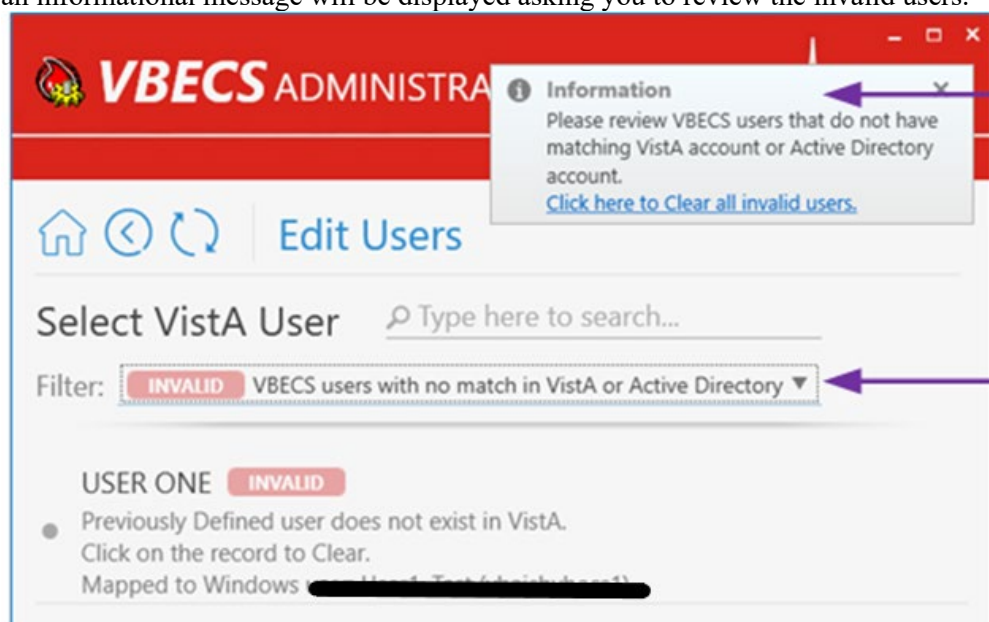 an informational message will be displayed asking you to review the invalid users.
VBECS ADMINISTRA
Information
Please review VBECS users that do not have
matching VistA account or Active Directory
account.
Click here to Clear all invalid users.
Edit Users
Select VistA User
Type here to search...
Filter: INVALID VBECS users with no match in VistA or Active Directory
USER ONE INVALID
Previously Defined user does not exist in VistA.
Click on the record to Clear.
Mapped to Windows